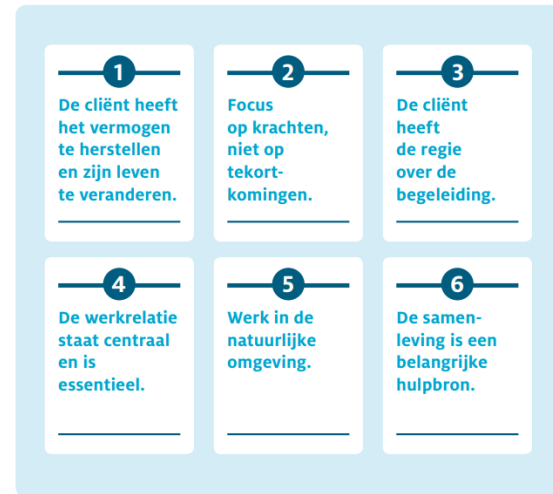 1
De cliënt heeft
het vermogen
te herstellen
en zijn leven
te veranderen.
2
Focus
op krachten,
niet op
tekort-
komingen.
3
De cliënt
heeft
de regie
over de
begeleiding.
4
De werkrelatie
staat centraal
en is
essentieel.
5
Werk in de
natuurlijke
omgeving.
6
De samen-
leving is een
belangrijke
hulpbron.